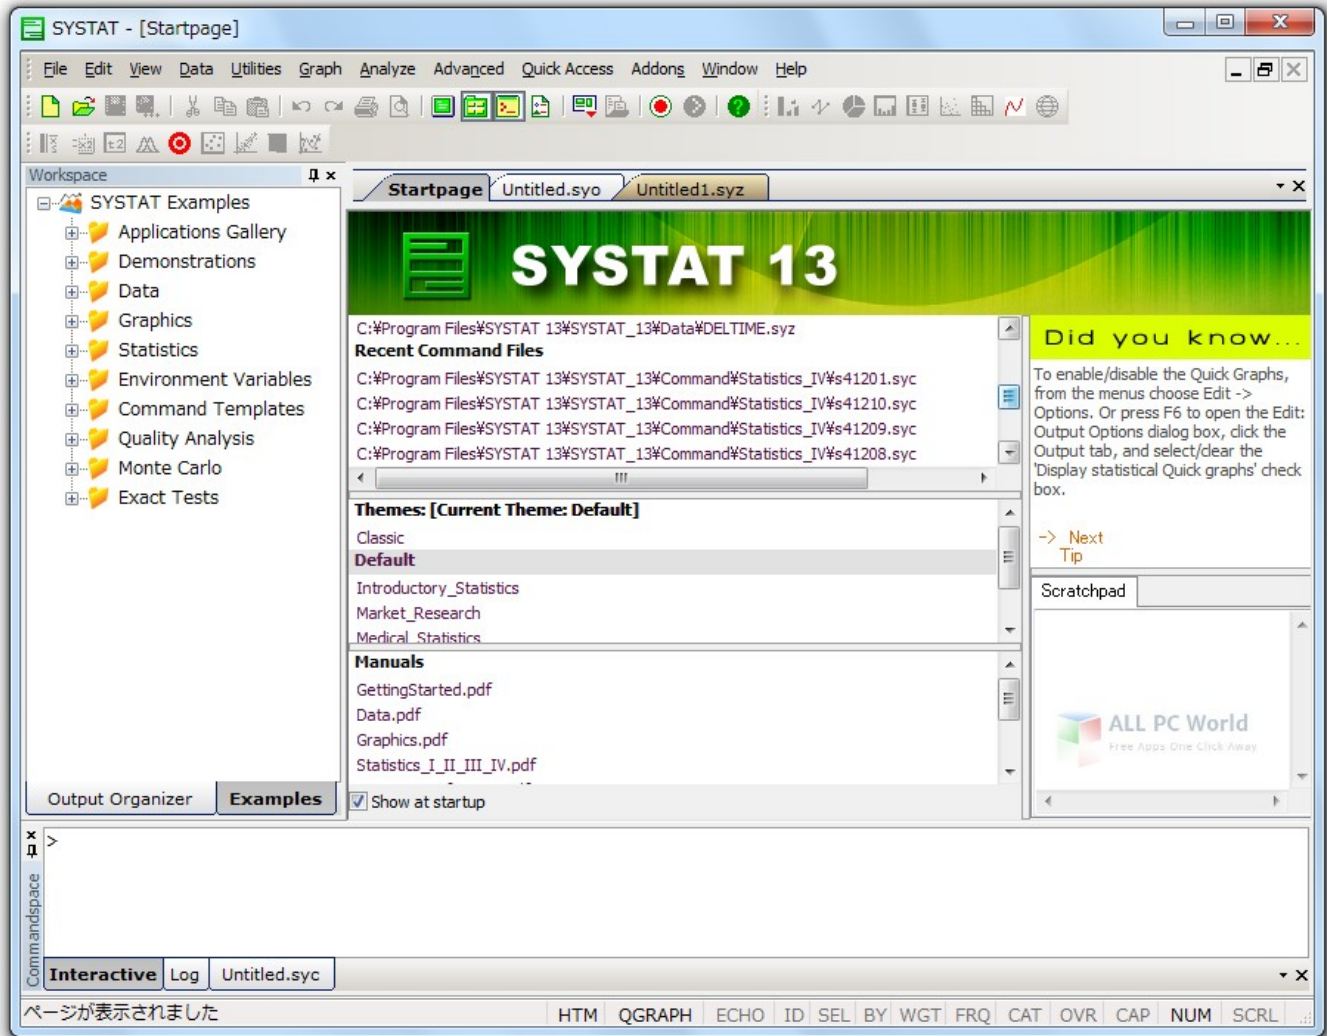 SYSTAT - [Startpage]
File Edit View Data Utilities Graph Analyze Advanced Quick Access Addons Window Help
Workspace
SYSTAT Examples
Applications Gallery
Demonstrations
Data
Graphics
Statistics
Environment Variables
Command Templates
Quality Analysis
Monte Carlo
Exact Tests
Output Organizer Examples
Startpage Untitled.syo Untitled1.syz
SYSTAT 13
C:¥Program Files¥SYSTAT 13¥SYSTAT_13¥Data¥DELTIME.syz
Recent Command Files
C:¥Program Files¥SYSTAT 13¥SYSTAT_13¥Command¥Statistics_IV¥s41201.syc
C:¥Program Files¥SYSTAT 13¥SYSTAT_13¥Command¥Statistics_IV¥s41210.syc
C:¥Program Files¥SYSTAT 13¥SYSTAT_13¥Command¥Statistics_IV¥s41209.syc
C:¥Program Files¥SYSTAT 13¥SYSTAT_13¥Command¥Statistics_IV¥s41208.syc
Themes: [Current Theme: Default]
Classic
Default
Introductory_Statistics
Market_Research
Medical_Statistics
Manuals
GettingStarted.pdf
Data.pdf
Graphics.pdf
Statistics_I_II_III_IV.pdf
Show at startup
Did you know...
To enable/disable the Quick Graphs,
from the menus choose Edit ->
Options. Or press F6 to open the Edit:
Output Options dialog box, click the
Output tab, and select/clear the
'Display statistical Quick graphs' check
box.
-> Next
Tip
Scratchpad
ALL PC World
Free Apps One Click Away
>
Commandspace
Interactive Log Untitled.syc
ページが表示されました
HTM QGRAPH ECHO ID SEL BY WGT FRQ CAT OVR CAP NUM SCRL